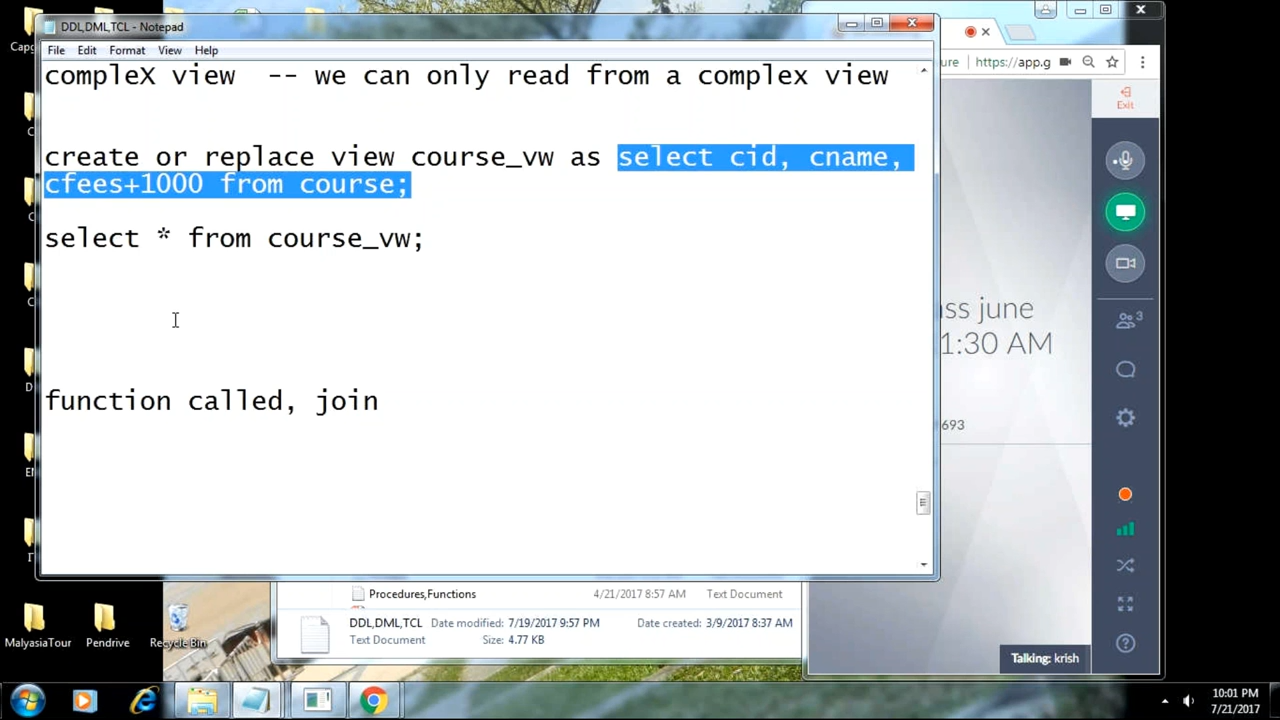 DDL,DML,TCL - Notepad
File Edit Format View Help
compleX view -- we can only read from a complex view
create or replace view course_vw as select cid, cname,
cfees+1000 from course;
select * from course_vw;
function called, join
Procedures,Functions 4/21/2017 8:57 AM Text Document
DDL,DML,TCL Date modified: 7/19/2017 9:57 PM Date created: 3/9/2017 8:37 AM
Text Document Size: 4.77 KB
https://app.g
Exit
3
june
1:30 AM
693
Talking: krish
MalyasiaTour
Pendrive
Recycle Bin
10:01 PM
7/21/2017